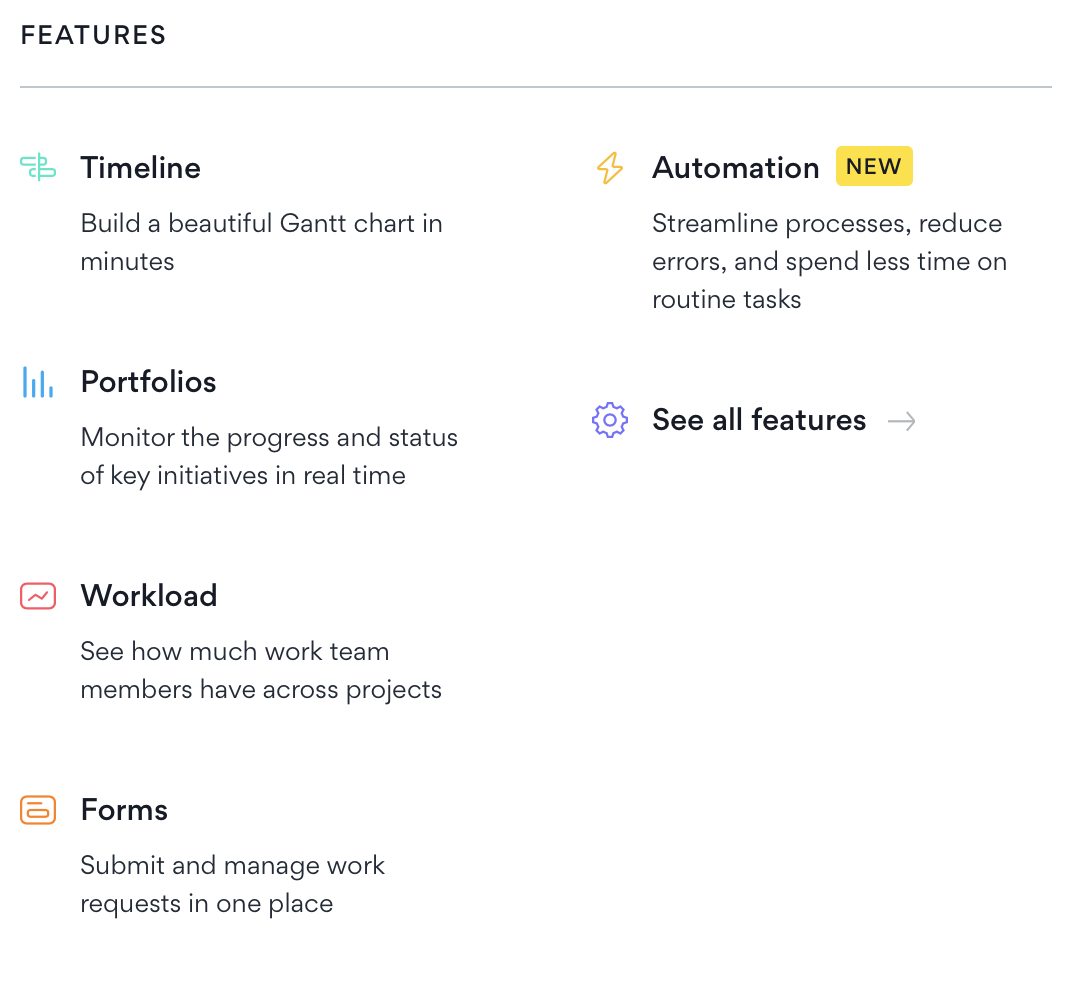 FEATURES
Timeline
Build a beautiful Gantt chart in
minutes
Portfolios
Monitor the progress and status
of key initiatives in real time
Workload
See how much work team
members have across projects
Forms
Submit and manage work
requests in one place
Automation NEW
Streamline processes, reduce
errors, and spend less time on
routine tasks
See all features →